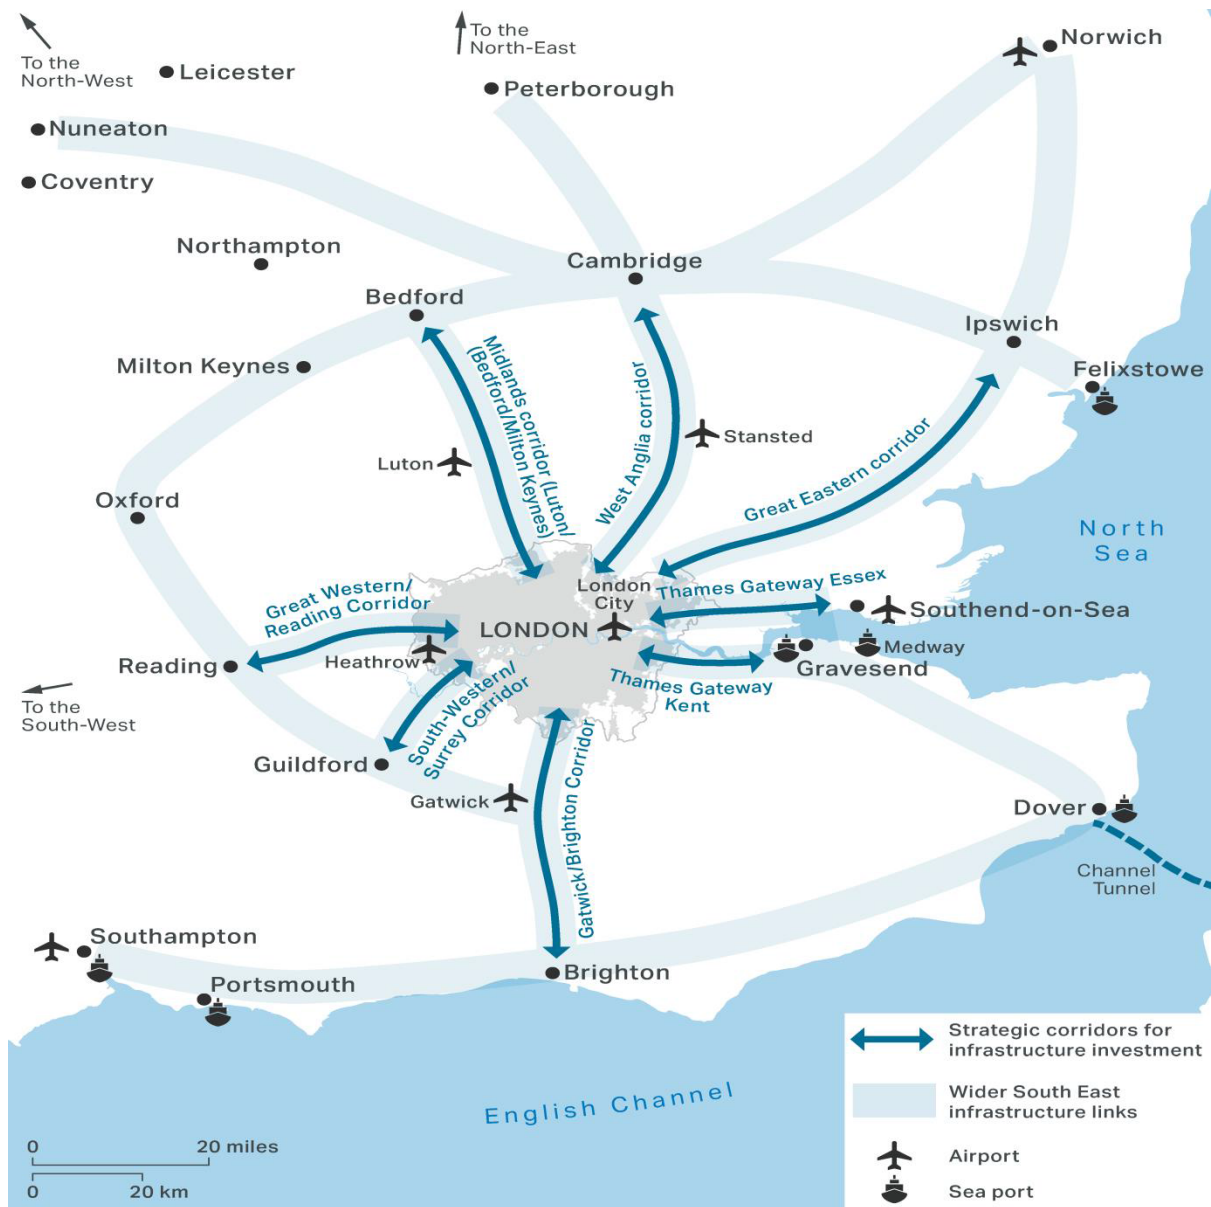 To the
North-West
Leicester
To the
North-East
Norwich
Peterborough
Nuneaton
Coventry
Northampton
Cambridge
Bedford
Ipswich
Milton Keynes
Felixstowe
Midlands corridor (Luton/
(Bedford/Milton Keynes)
West Anglia corridor
Stansted
Luton
Great Eastern corridor
Oxford
North
Sea
London
City
Thames Gateway Essex
Great Western/
Reading Corridor
Southend-on-Sea
LONDON
Medway
Heathrow
Gravesend
Reading
Thames Gateway
Kent
To the
South-West
South-Western/
Surrey Corridor
Guildford
Gatwick
Gatwick/Brighton Corridor
Dover
Channel
Tunnel
Southampton
Brighton
Portsmouth
English Channel
Strategic corridors for
infrastructure investment
Wider South East
infrastructure links
Airport
Sea port
0 20 miles
0 20 km